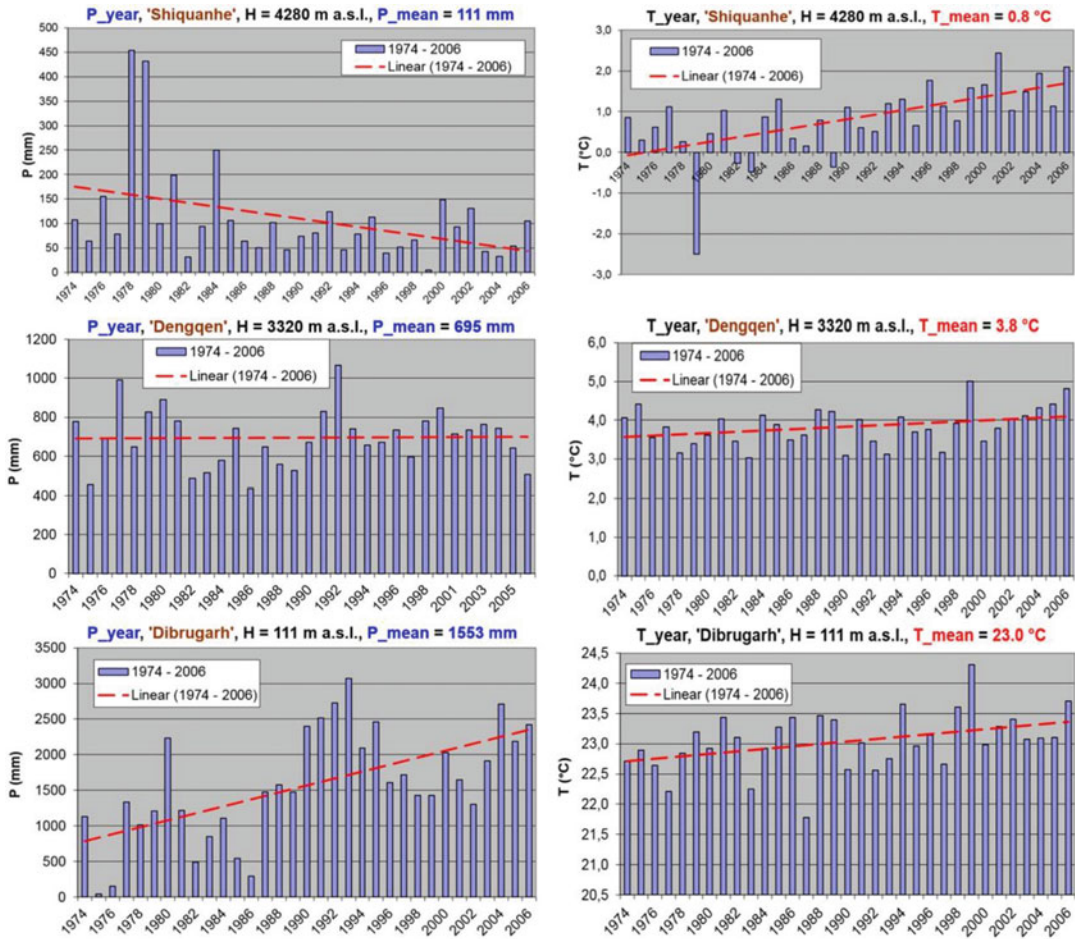 P_year, 'Shiquanhe', H = 4280 m a.s.l., P_mean = 111 mm
P (mm)
500
450
400
350
300
250
200
150
100
50
0
1974 - 2006
Linear (1974 - 2006)
1974 1976 1978 1980 1982 1984 1986 1988 1990 1992 1994 1996 1998 2000 2002 2004 2006
T_year, 'Shiquanhe', H = 4280 m a.s.l., T_mean = 0.8 °C
T (°C)
3,0
2,0
1,0
0,0
-1,0
-2,0
-3,0
1974 - 2006
Linear (1974 - 2006)
1974 1976 1978 1980 1982 1984 1986 1988 1990 1992 1994 1996 1998 2000 2002 2004 2006
P_year, 'Dengqen', H = 3320 m a.s.l., P_mean = 695 mm
P (mm)
1200
1000
800
600
400
200
0
1974 - 2006
Linear (1974 - 2006)
1974 1976 1978 1980 1982 1984 1986 1988 1990 1992 1994 1996 1998 2001 2003 2005
T_year, 'Dengqen', H = 3320 m a.s.l., T_mean = 3.8 °C
T (°C)
6,0
5,0
4,0
3,0
2,0
1,0
0,0
1974 - 2006
Linear (1974 - 2006)
1974 1976 1978 1980 1982 1984 1986 1988 1990 1992 1994 1996 1998 2000 2002 2004 2006
P_year, 'Dibrugarh', H = 111 m a.s.l., P_mean = 1553 mm
P (mm)
3500
3000
2500
2000
1500
1000
500
0
1974 - 2006
Linear (1974 - 2006)
1974 1976 1978 1980 1982 1984 1986 1988 1990 1992 1994 1996 1998 2000 2002 2004 2006
T_year, 'Dibrugarh', H = 111 m a.s.l., T_mean = 23.0 °C
T (°C)
24,5
24,0
23,5
23,0
22,5
22,0
21,5
21,0
20,5
1974 - 2006
Linear (1974 - 2006)
1974 1976 1978 1980 1982 1984 1986 1988 1990 1992 1994 1996 1998 2000 2002 2004 2006